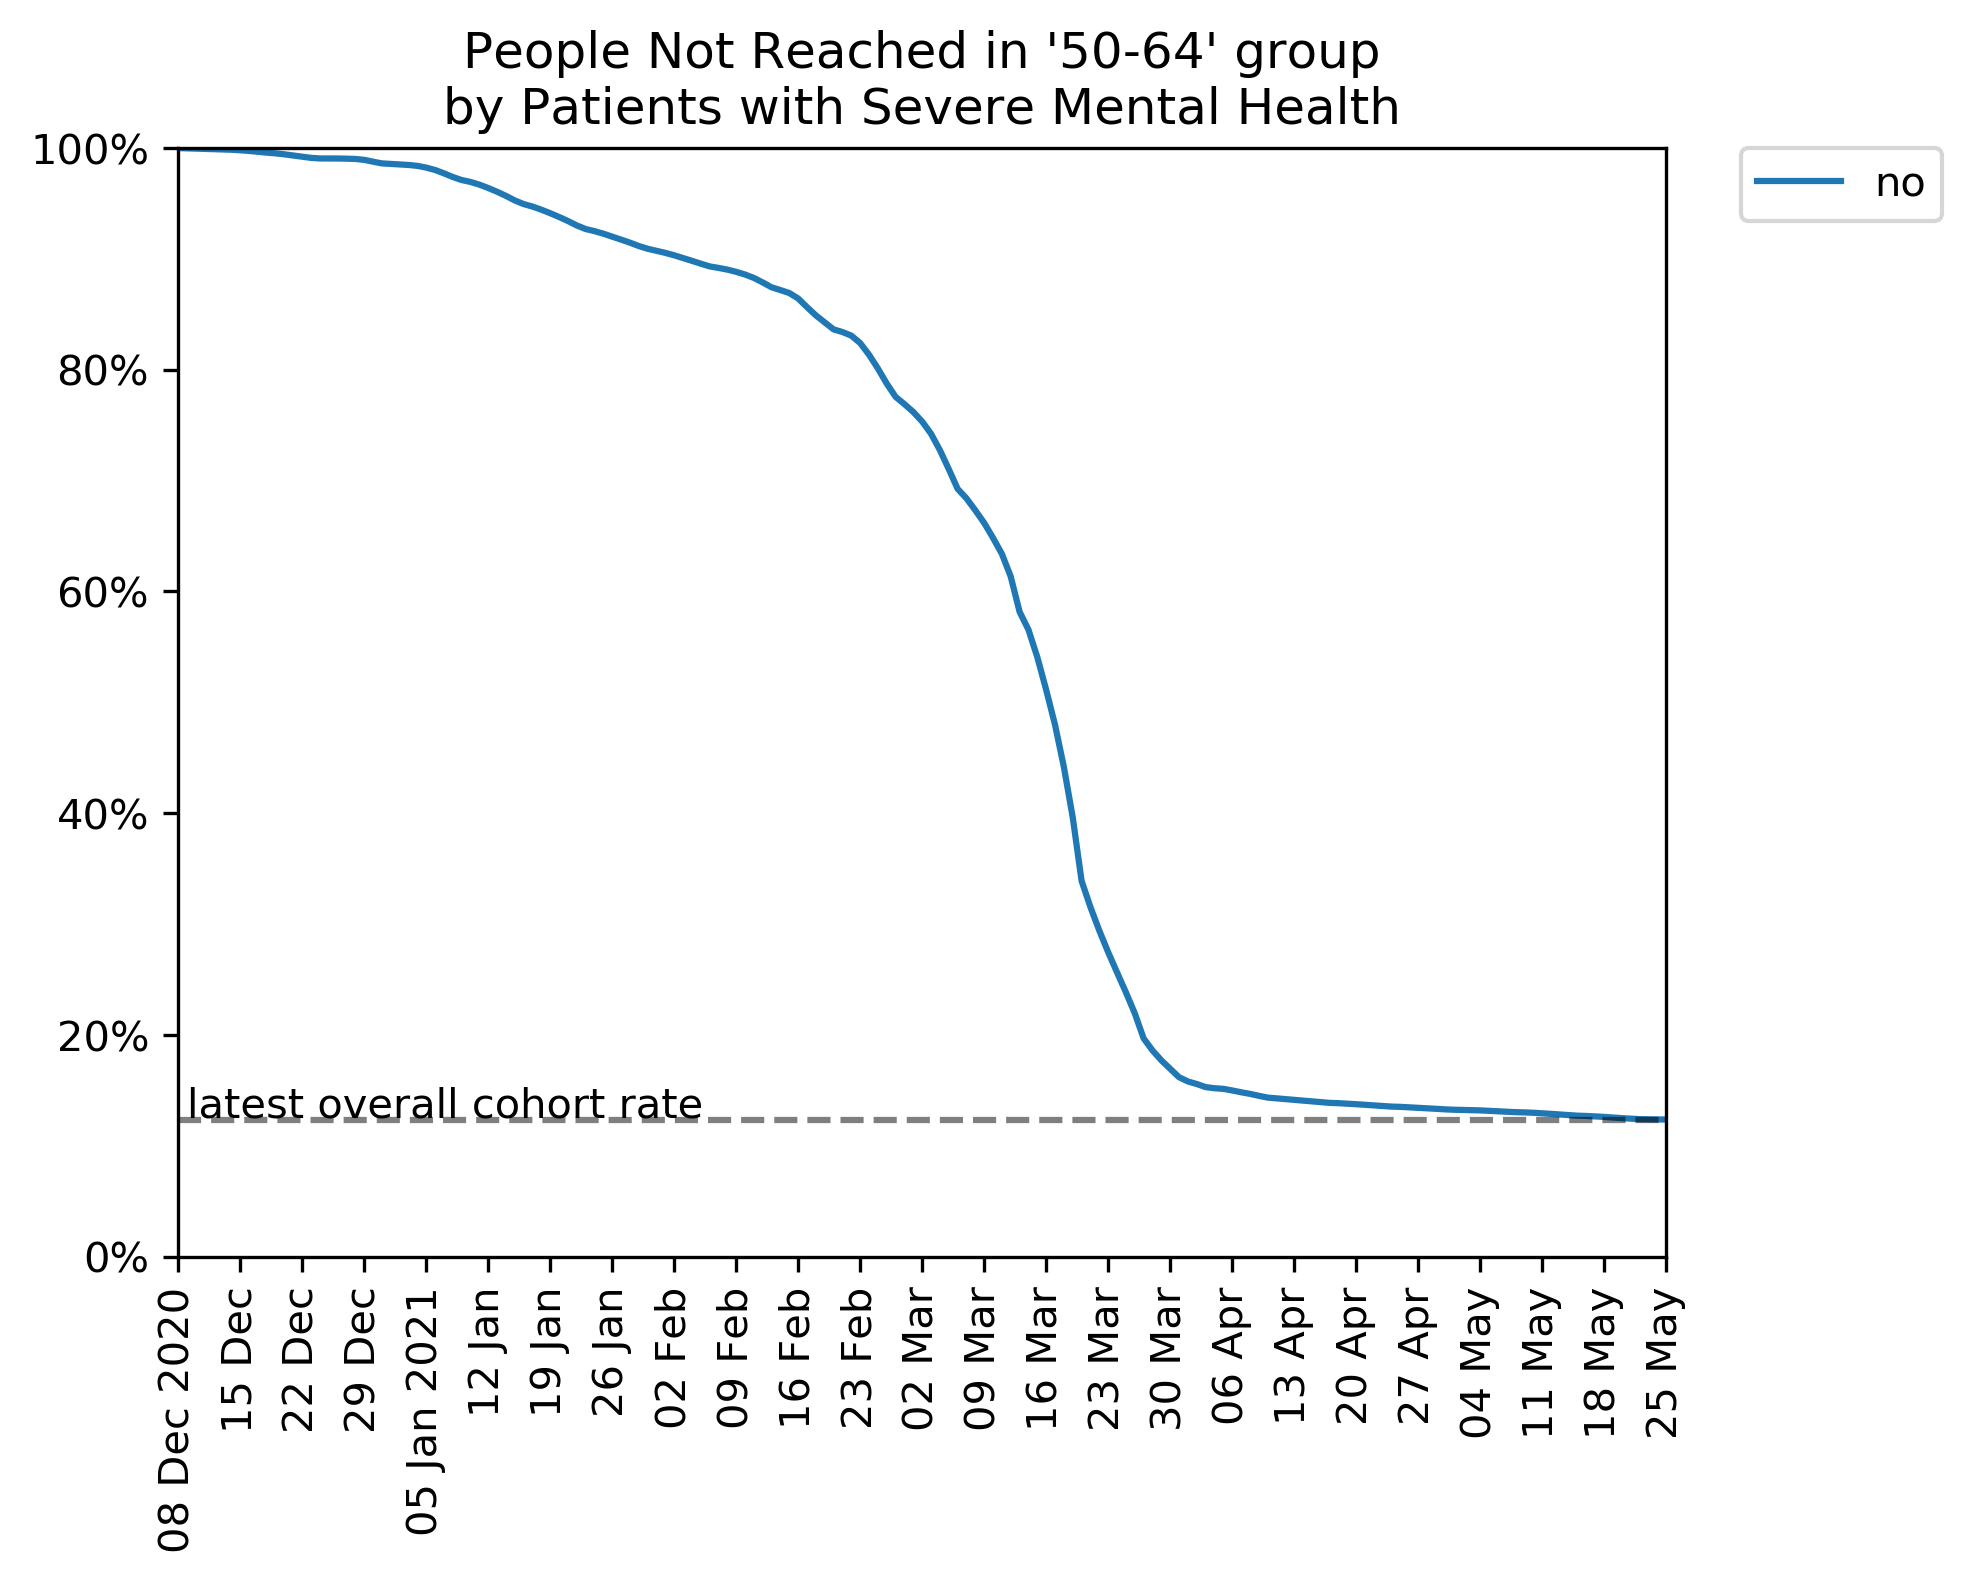 People Not Reached in '50-64' group
by Patients with Severe Mental Health
100%
80%
60%
40%
20%
0%
no
latest overall cohort rate
08 Dec 2020
15 Dec
22 Dec
29 Dec
05 Jan 2021
12 Jan
19 Jan
26 Jan
02 Feb
09 Feb
16 Feb
23 Feb
02 Mar
09 Mar
16 Mar
23 Mar
30 Mar
06 Apr
13 Apr
20 Apr
27 Apr
04 May
11 May
18 May
25 May